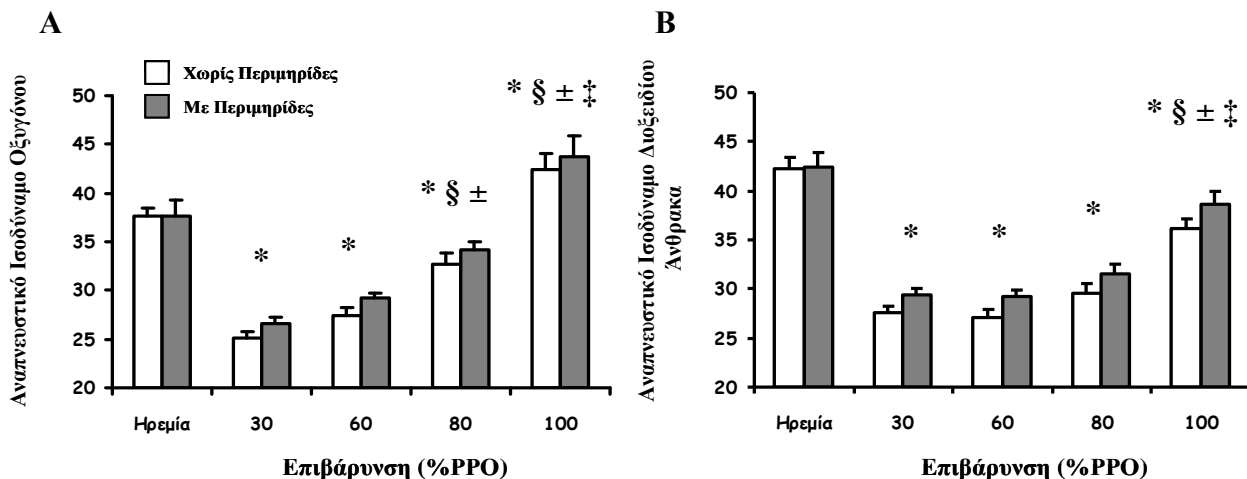 A
Χωρίς Περιμηρίδες
Με Περιμηρίδες
Αναπνευστικό Ισοδύναμο Οξυγόνου
50
45
40
35
30
25
20
*
*
* § ±
* § ± ‡
Ηρεμία 30 60 80 100
Επιβάρυνση (%PPO)
B
Αναπνευστικό Ισοδύναμο Διοξειδίου
Άνθρακα
50
45
40
35
30
25
20
*
*
*
* § ± ‡
Ηρεμία 30 60 80 100
Επιβάρυνση (%PPO)